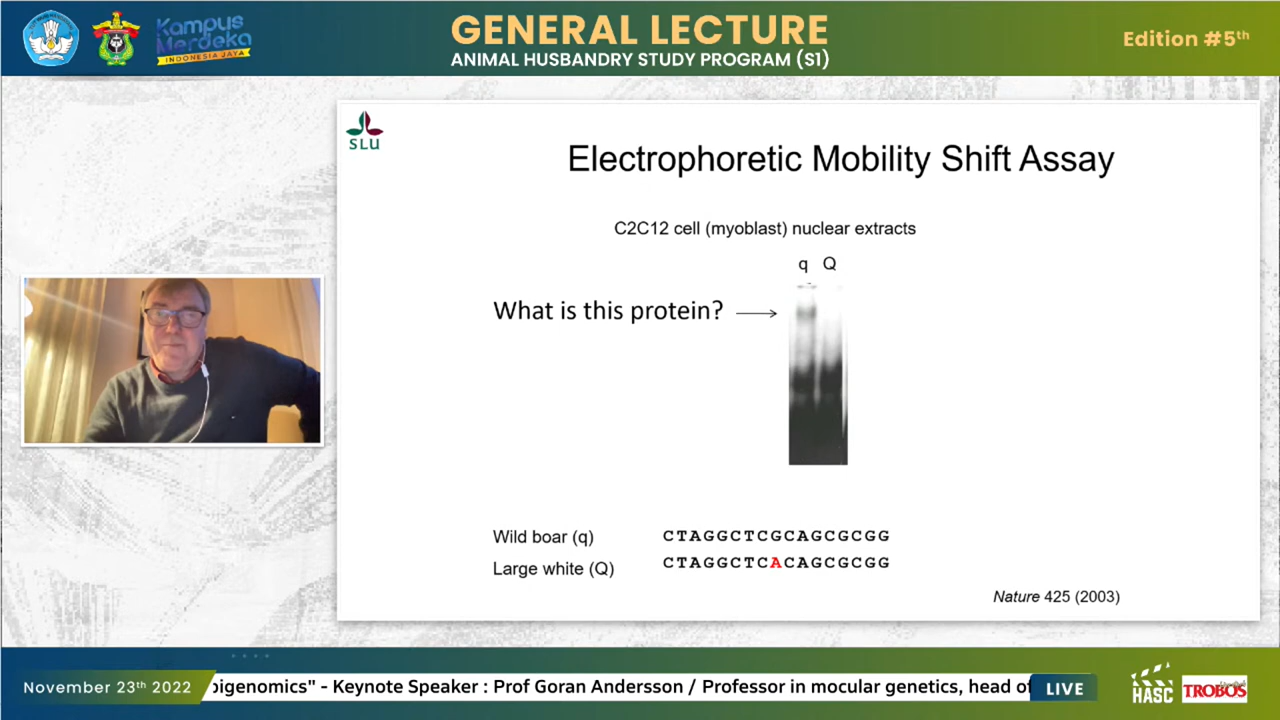 Kampus
Merdeka
INDONESIA JAYA
GENERAL LECTURE
ANIMAL HUSBANDRY STUDY PROGRAM (S1)
Edition #5th
SLU
Electrophoretic Mobility Shift Assay
C2C12 cell (myoblast) nuclear extracts
q Q
What is this protein?
Wild boar (q) CTAGGCTCGCAGCGCGG
Large white (Q) CTAGGCTCACAGCGCGG
Nature 425 (2003)
November 23th 2022
pigenomics" - Keynote Speaker : Prof Goran Andersson / Professor in mocular genetics, head of
LIVE
HASC
TROBOS